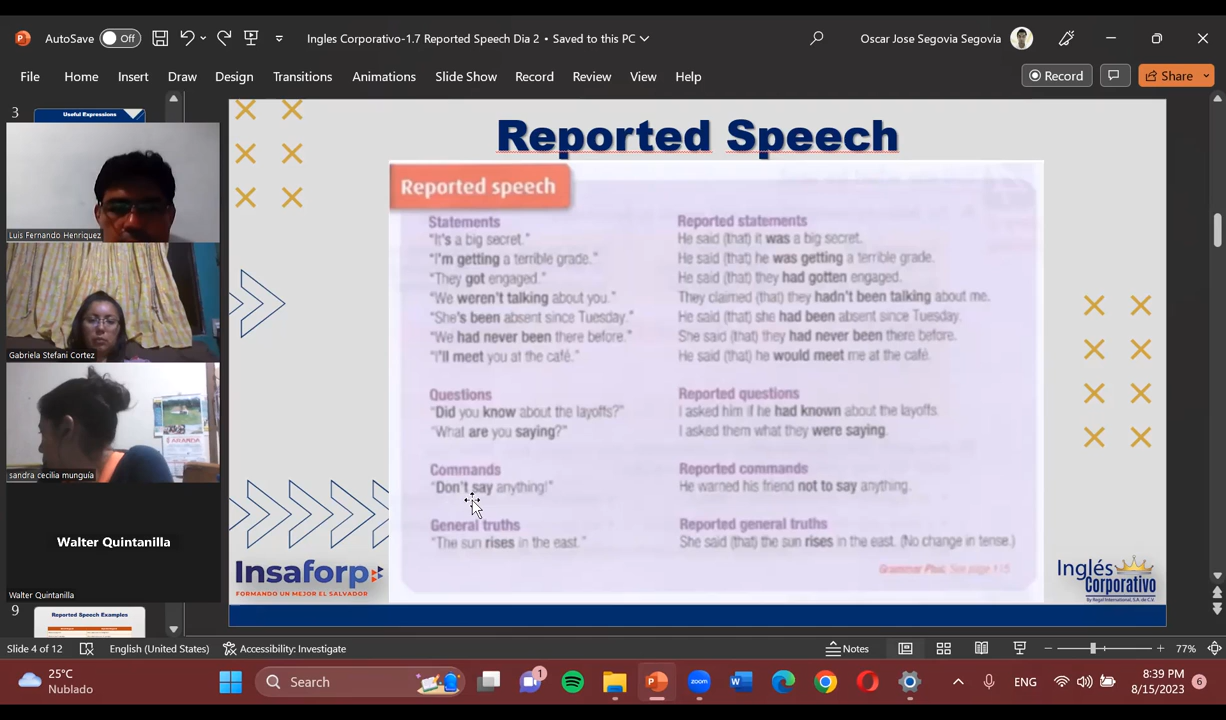 AutoSave Off Ingles Corporativo-1.7 Reported Speech Dia 2 • Saved to this PC Oscar Jose Segovia Segovia
File Home Insert Draw Design Transitions Animations Slide Show Record Review View Help Record Share
3
Useful Expressions
Luis Fernando Henriquez
Gabriela Stefani Cortez
sandra cecilia munguía
Walter Quintanilla
Walter Quintanilla
9
Reported Speech Examples
Reported Speech
Reported speech
Statements
"It's a big secret."
"I'm getting a terrible grade."
"They got engaged."
"We weren't talking about you."
"She's been absent since Tuesday."
"We had never been there before."
"I'll meet you at the café."
Reported statements
He said (that) it was a big secret.
He said (that) he was getting a terrible grade.
He said (that) they had gotten engaged.
They claimed (that) they hadn't been talking about me.
He said (that) she had been absent since Tuesday.
She said (that) they had never been there before.
He said (that) he would meet me at the café.
Questions
"Did you know about the layoffs?"
"What are you saying?"
Reported questions
I asked him if he had known about the layoffs.
I asked them what they were saying.
Commands
"Don't say anything!"
Reported commands
He warned his friend not to say anything.
General truths
"The sun rises in the east."
Reported general truths
She said (that) the sun rises in the east. (No change in tense.)
Grammar Plus: See page 115
Insaforp
FORMANDO UN MEJOR EL SALVADOR
Inglés
Corporativo
By Regal International, S.A. de C.V
Slide 4 of 12 English (United States) Accessibility: Investigate Notes 77%
25°C
Nublado
Search
1
ENG
8:39 PM
8/15/2023
6